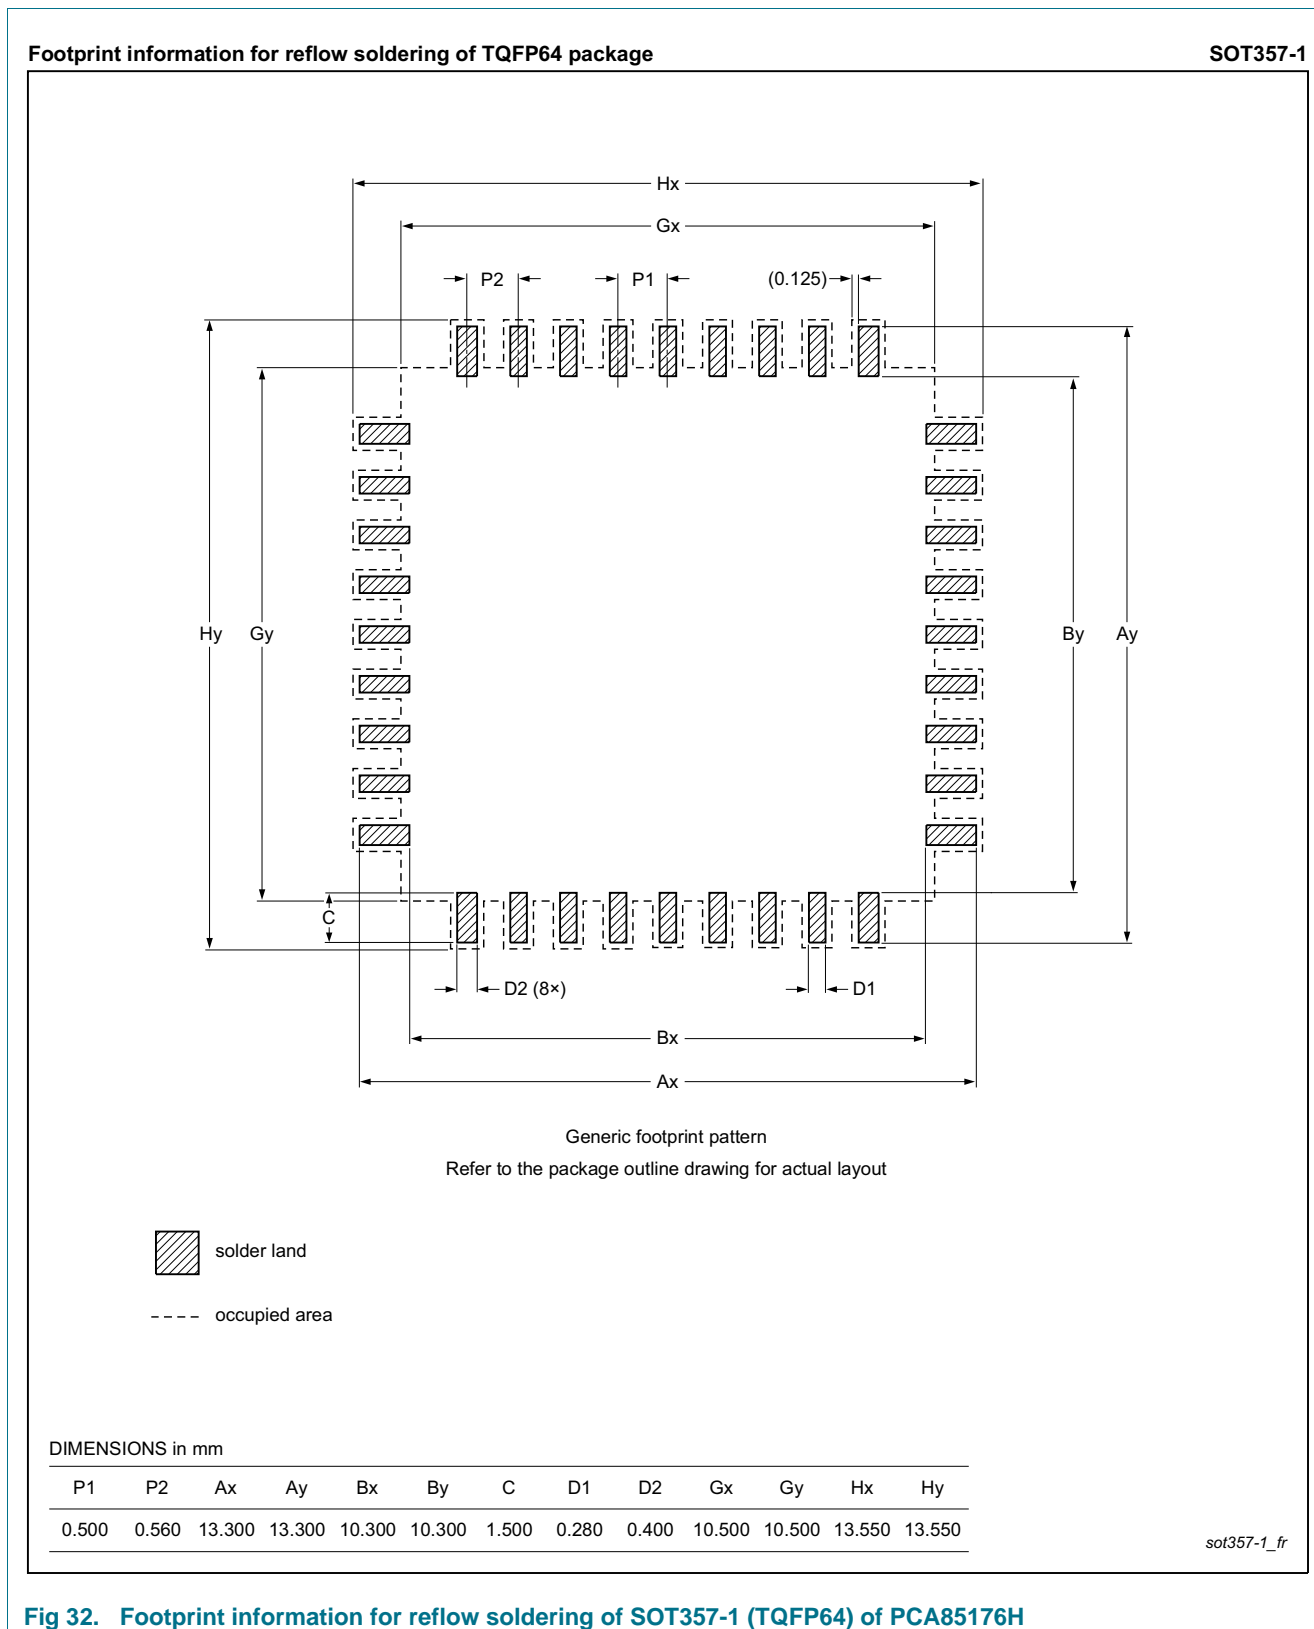 Footprint information for reflow soldering of TQFP64 package SOT357-1
Hx
Gx
P2 P1 (0.125)
Hy Gy By Ay
C
D2 (8×) D1
Bx
Ax
Generic footprint pattern
Refer to the package outline drawing for actual layout
solder land
occupied area
DIMENSIONS in mm
P1 P2 Ax Ay Bx By C D1 D2 Gx Gy Hx Hy
0.500 0.560 13.300 13.300 10.300 10.300 1.500 0.280 0.400 10.500 10.500 13.550 13.550
sot357-1_fr
Fig 32. Footprint information for reflow soldering of SOT357-1 (TQFP64) of PCA85176H